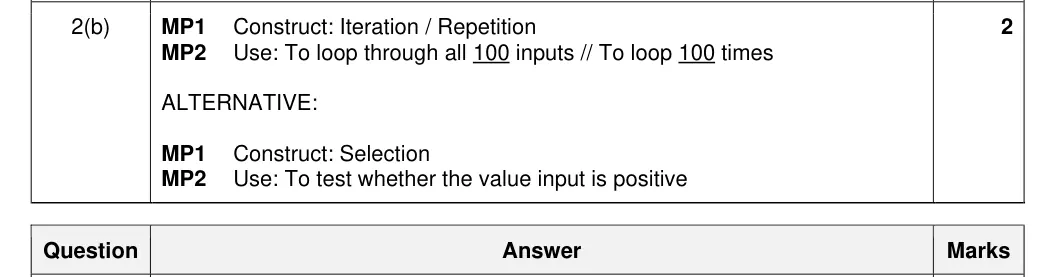 2(b) MP1 Construct: Iteration / Repetition 2
MP2 Use: To loop through all 100 inputs // To loop 100 times
ALTERNATIVE:
MP1 Construct: Selection
MP2 Use: To test whether the value input is positive
Question Answer Marks